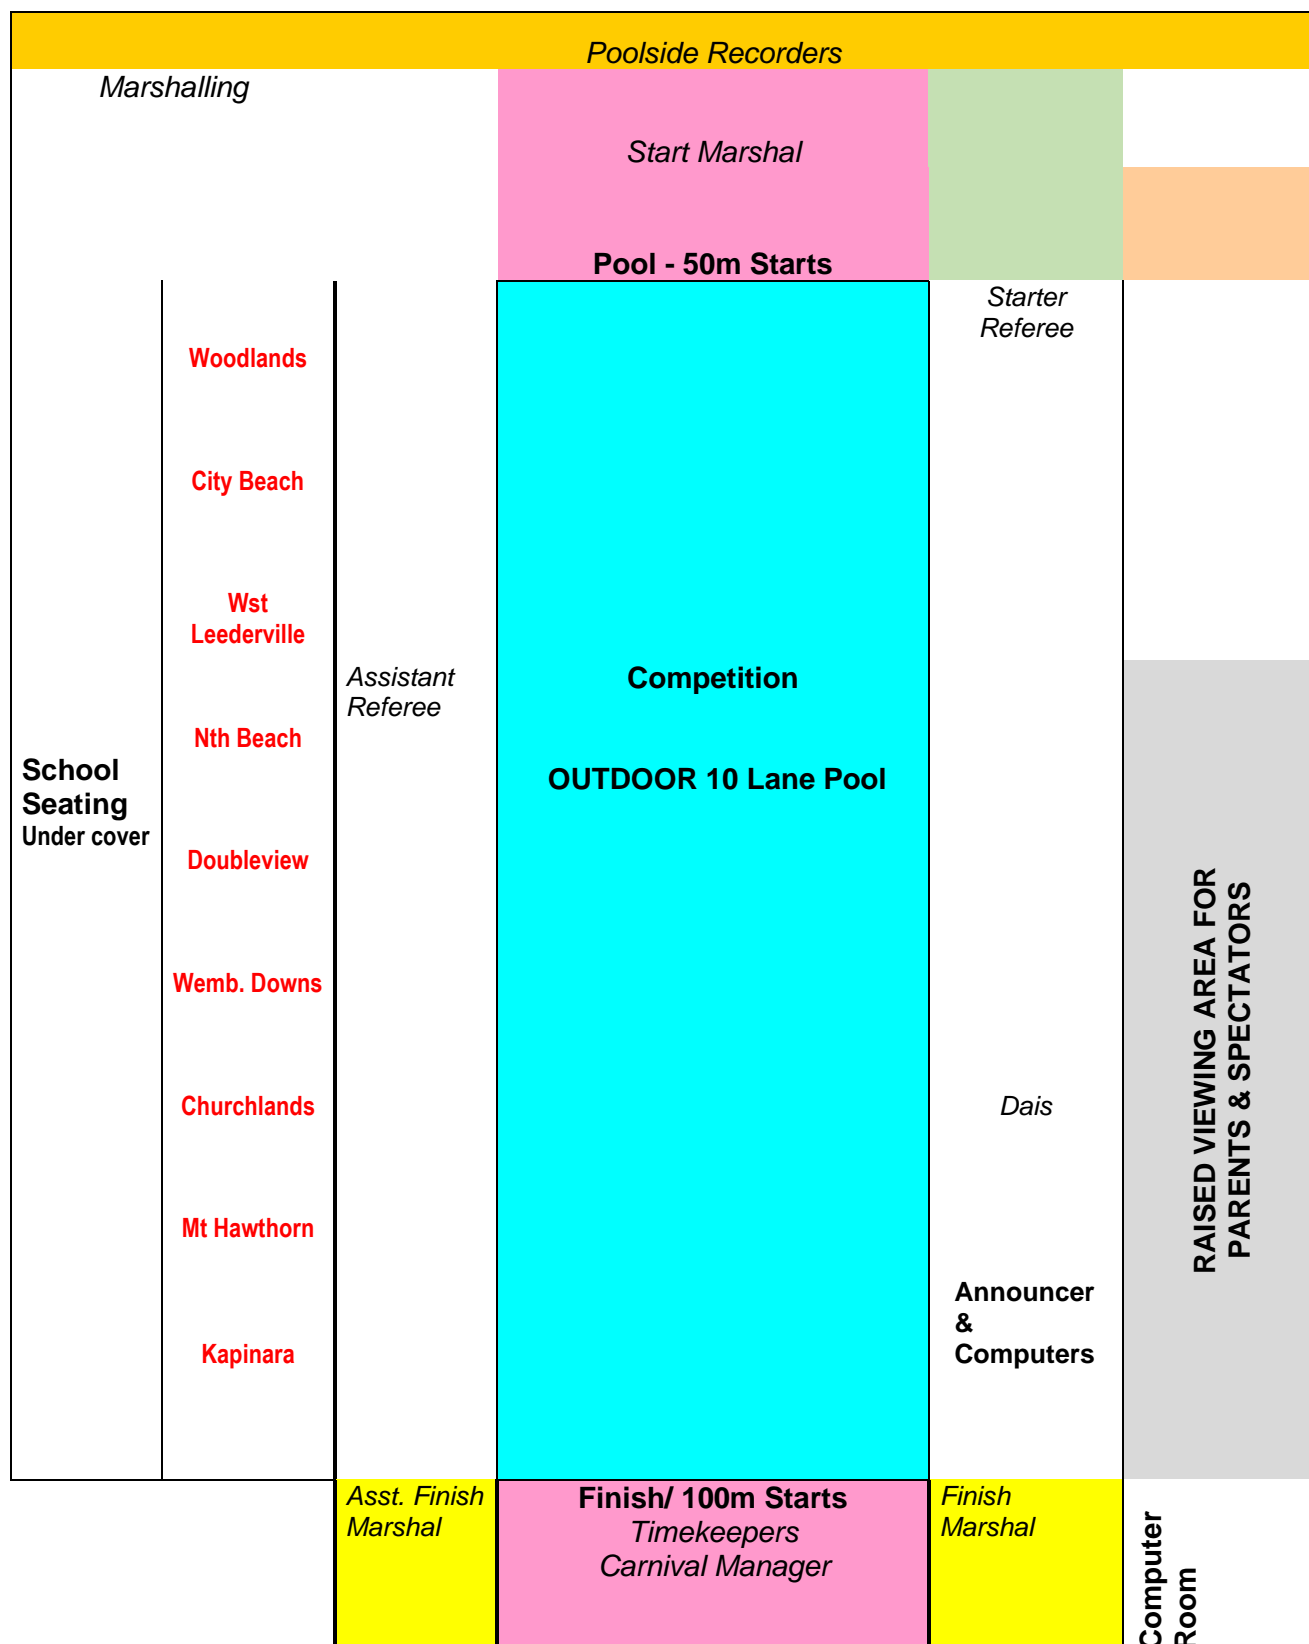 Poolside Recorders
Marshalling
Start Marshal
Pool - 50m Starts
Starter
Referee
Woodlands
City Beach
Wst
Leederville
Assistant
Referee
Competition
Nth Beach
School
Seating
Under cover
OUTDOOR 10 Lane Pool
Doubleview
Wemb. Downs
Churchlands
Dais
RAISED VIEWING AREA FOR
PARENTS & SPECTATORS
Mt Hawthorn
Announcer
&
Computers
Kapinara
Asst. Finish
Marshal
Finish/ 100m Starts
Timekeepers
Carnival Manager
Finish
Marshal
Computer
Room